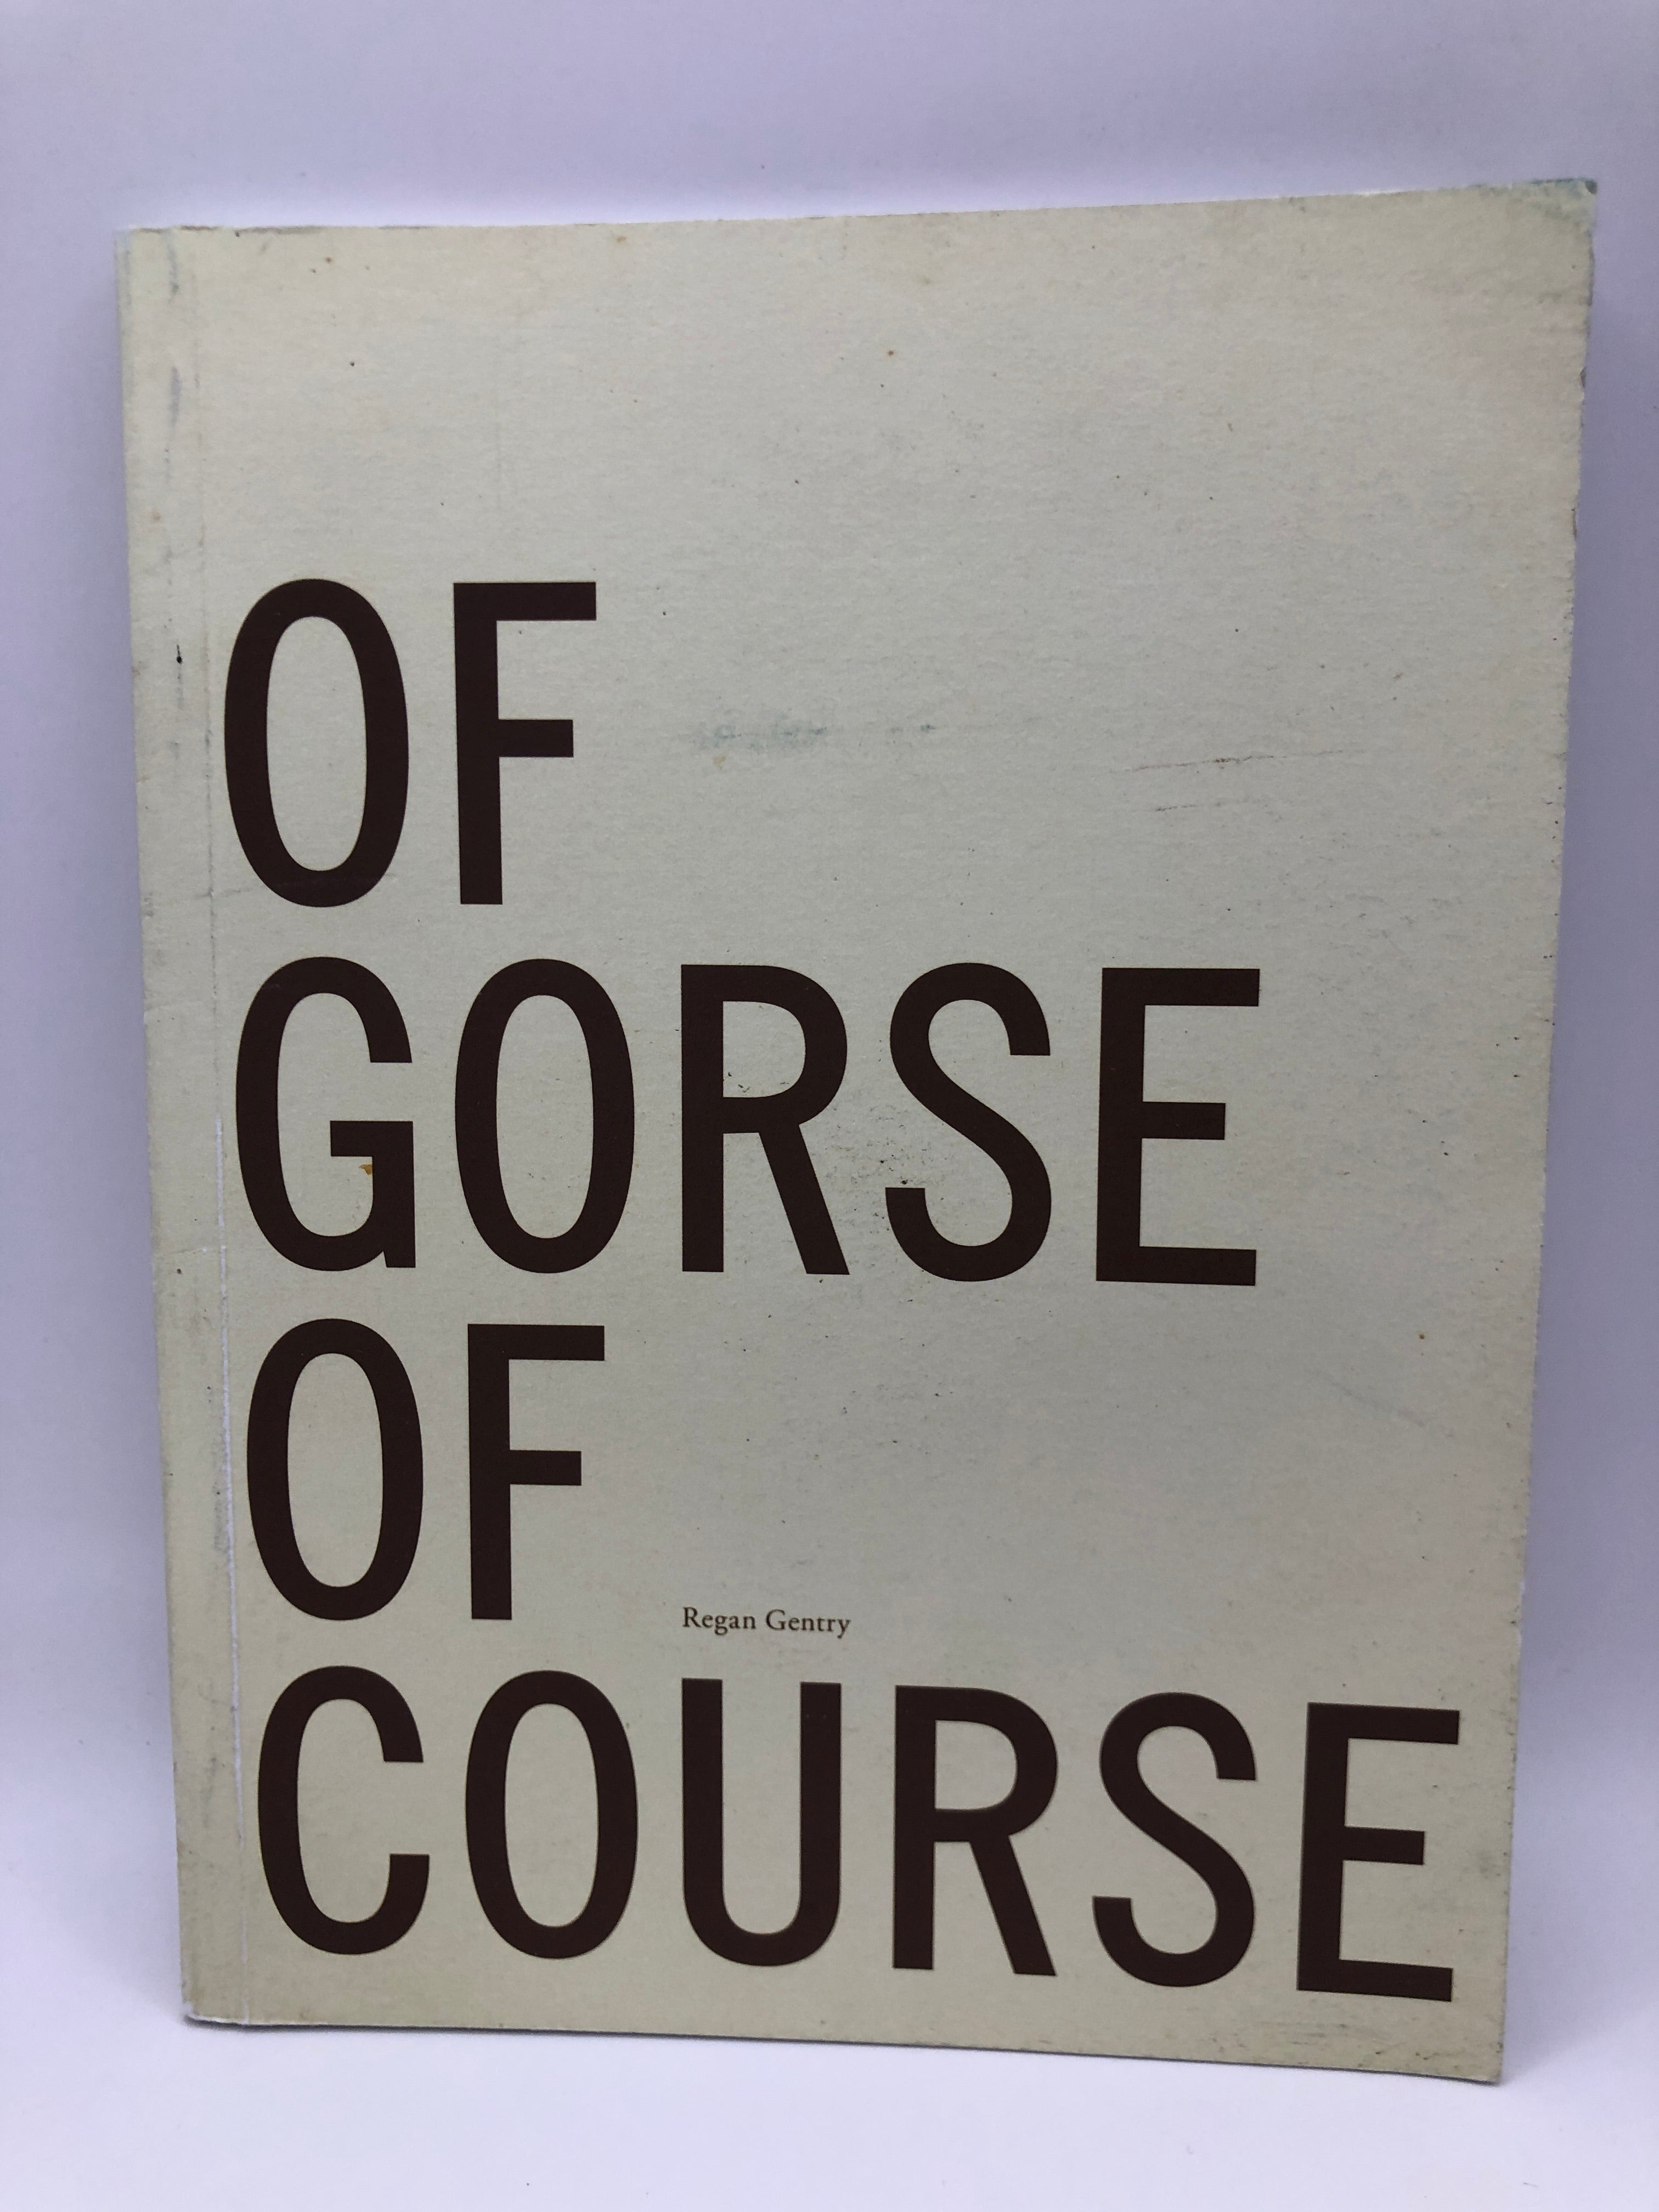 OF
GORSE
OF
Regan Gentry
COURSE